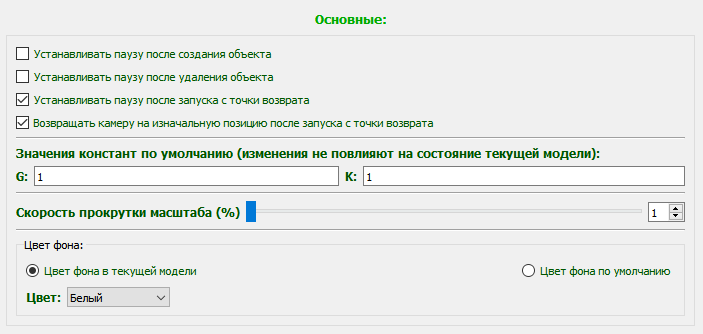 Основные:
Устанавливать паузу после создания объекта
Устанавливать паузу после удаления объекта
Устанавливать паузу после запуска с точки возврата
Возвращать камеру на изначальную позицию после запуска с точки возврата
Значения констант по умолчанию (изменения не повлияют на состояние текущей модели):
G: 1 K: 1
Скорость прокрутки масштаба (%) 1
Цвет фона:
Цвет фона в текущей модели Цвет фона по умолчанию
Цвет: Белый